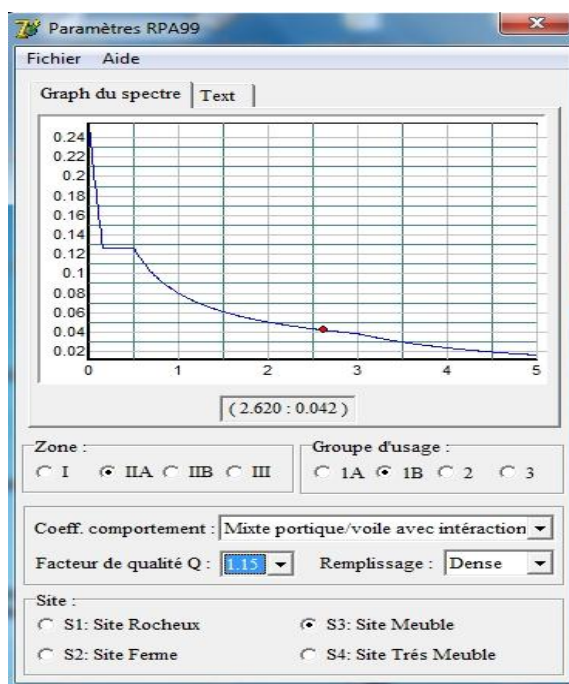 Paramètres RPA99
Fichier Aide
Graph du spectre Text
0.24
0.22
0.2
0.18
0.16
0.14
0.12
0.1
0.08
0.06
0.04
0.02
0 1 2 3 4 5
( 2.620 : 0.042 )
Zone : Groupe d'usage :
I IIA IIB III 1A 1B 2 3
Coeff. comportement : Mixte portique/voile avec intéraction
Facteur de qualité Q : 1.15 Remplissage : Dense
Site :
S1: Site Rocheux S3: Site Meuble
S2: Site Ferme S4: Site Trés Meuble